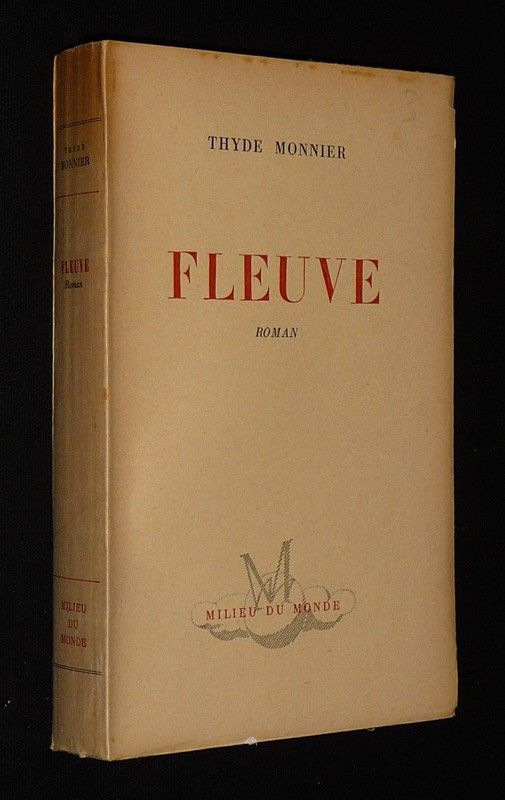 THYDE
MONNIER
FLEUVE
Roman
MILIEU
DU
MONDE
THYDE MONNIER
FLEUVE
ROMAN
M
MILIEU DU MONDE